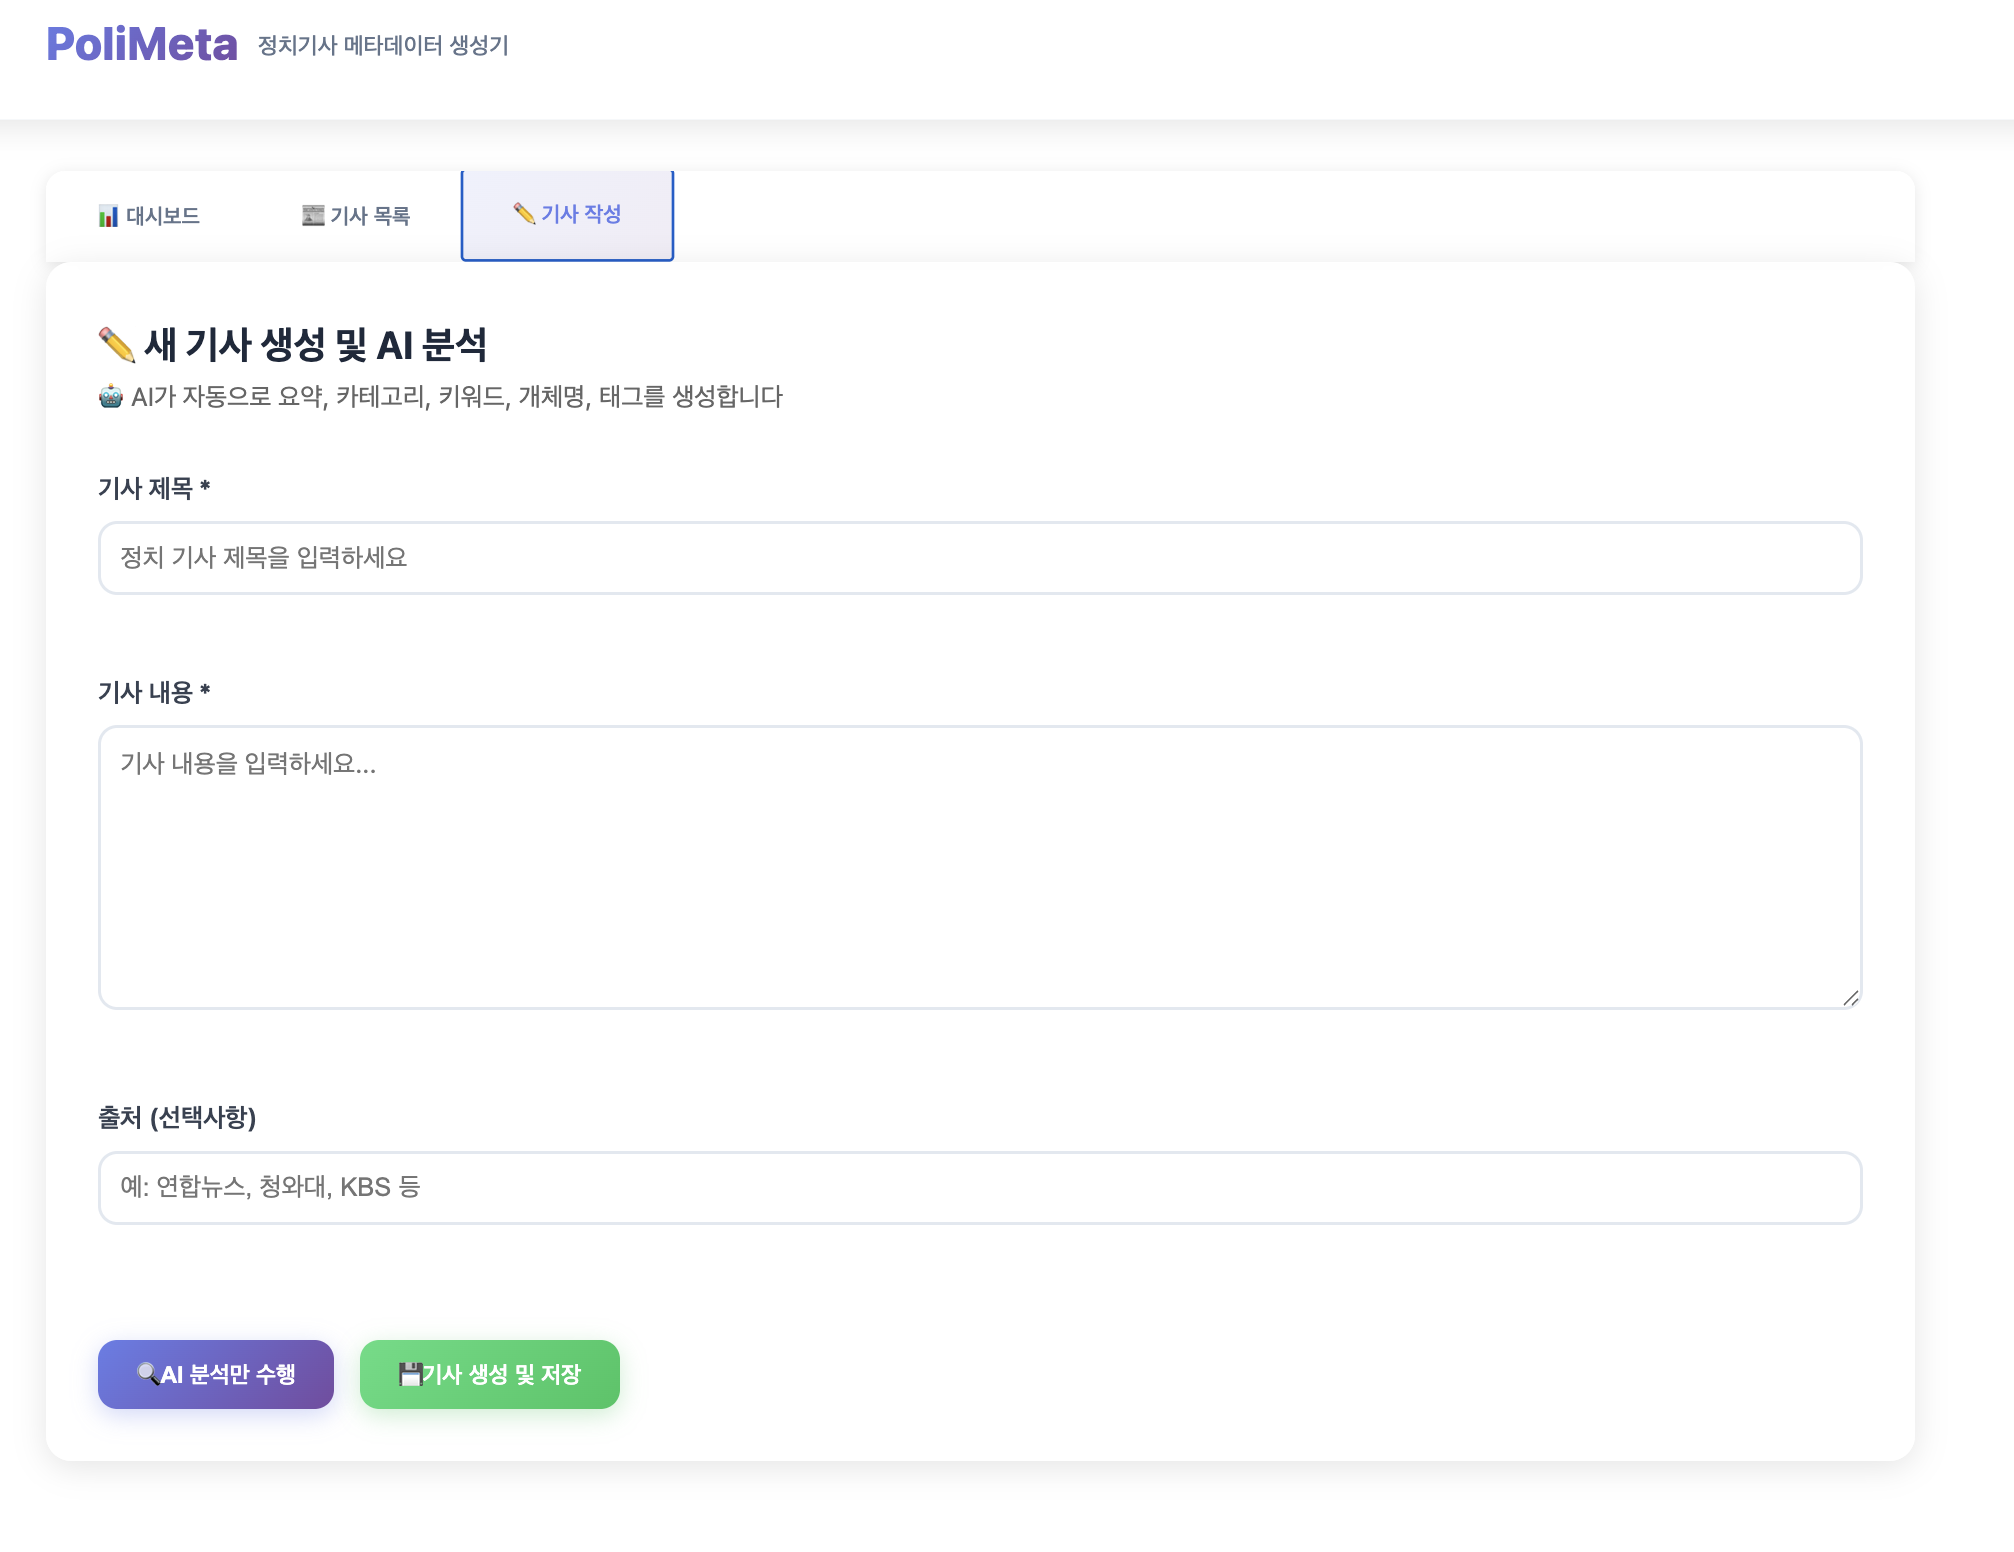 PoliMeta 정치기사 메타데이터 생성기
📊 대시보드 📰 기사 목록 ✏️ 기사 작성
✏️ 새 기사 생성 및 AI 분석
🤖 AI가 자동으로 요약, 카테고리, 키워드, 개체명, 태그를 생성합니다
기사 제목 *
정치 기사 제목을 입력하세요
기사 내용 *
기사 내용을 입력하세요...
출처 (선택사항)
예: 연합뉴스, 청와대, KBS 등
🔍AI 분석만 수행 💾기사 생성 및 저장